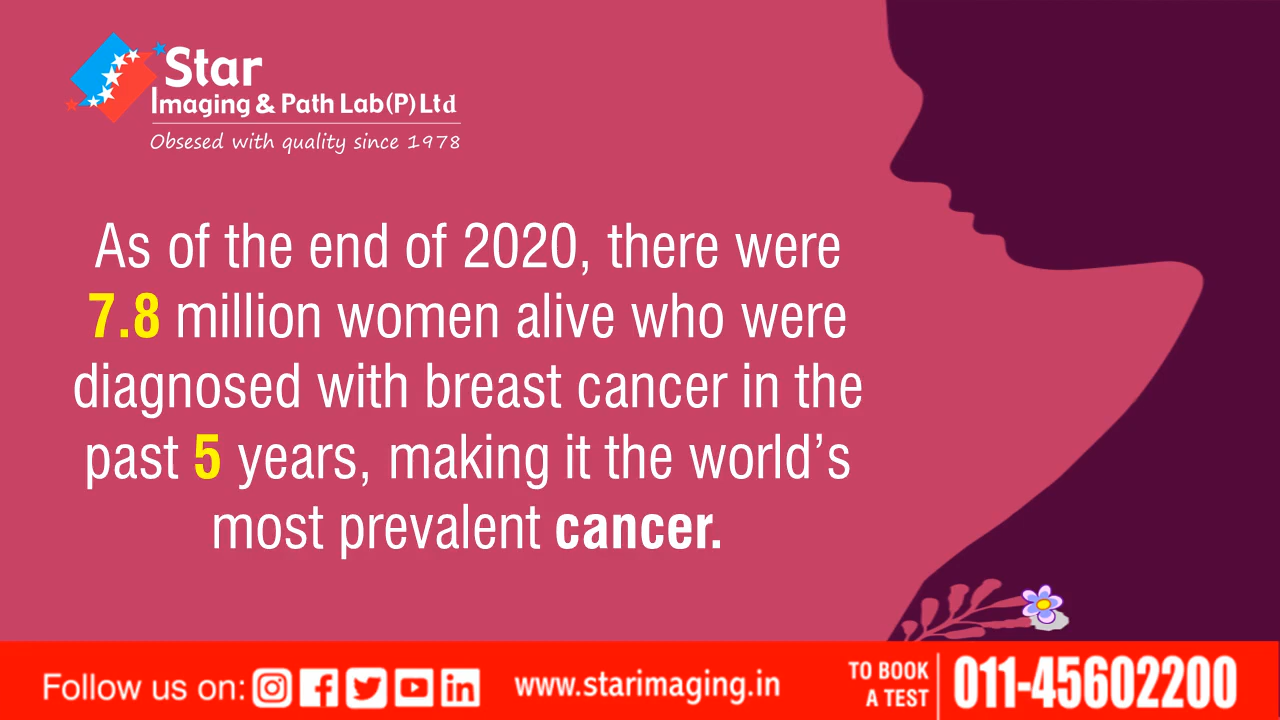 Star
Imaging & Path Lab(P)Ltd
Obsesed with quality since 1978
As of the end of 2020, there were
7.8 million women alive who were
diagnosed with breast cancer in the
past 5 years, making it the world's
most prevalent cancer.
Follow us on:
www.starimaging.in
TO BOOK
A TEST
011-45602200